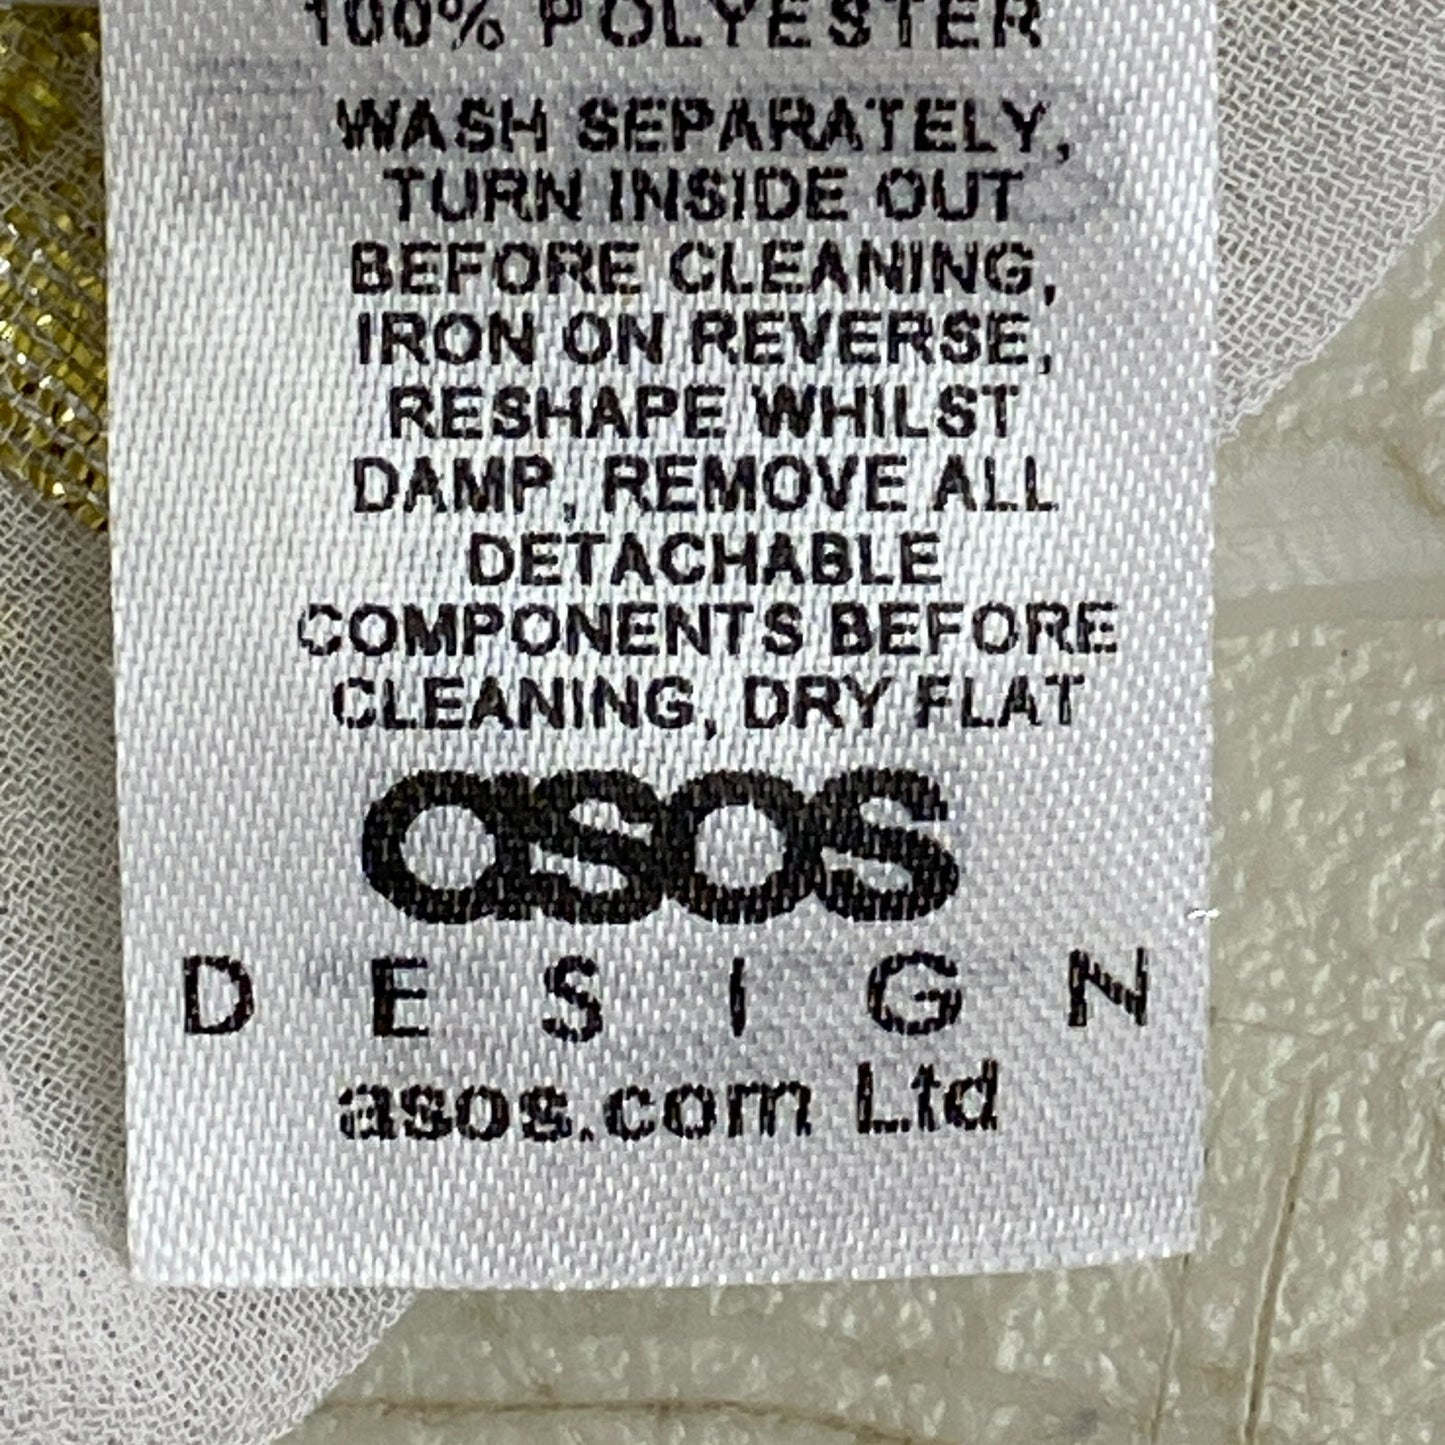 100% POLYESTER
WASH SEPARATELY,
TURN INSIDE OUT
BEFORE CLEANING,
IRON ON REVERSE,
RESHAPE WHILST
DAMP, REMOVE ALL
DETACHABLE
COMPONENTS BEFORE
CLEANING, DRY FLAT
asos
DESIGN
asos.com Ltd